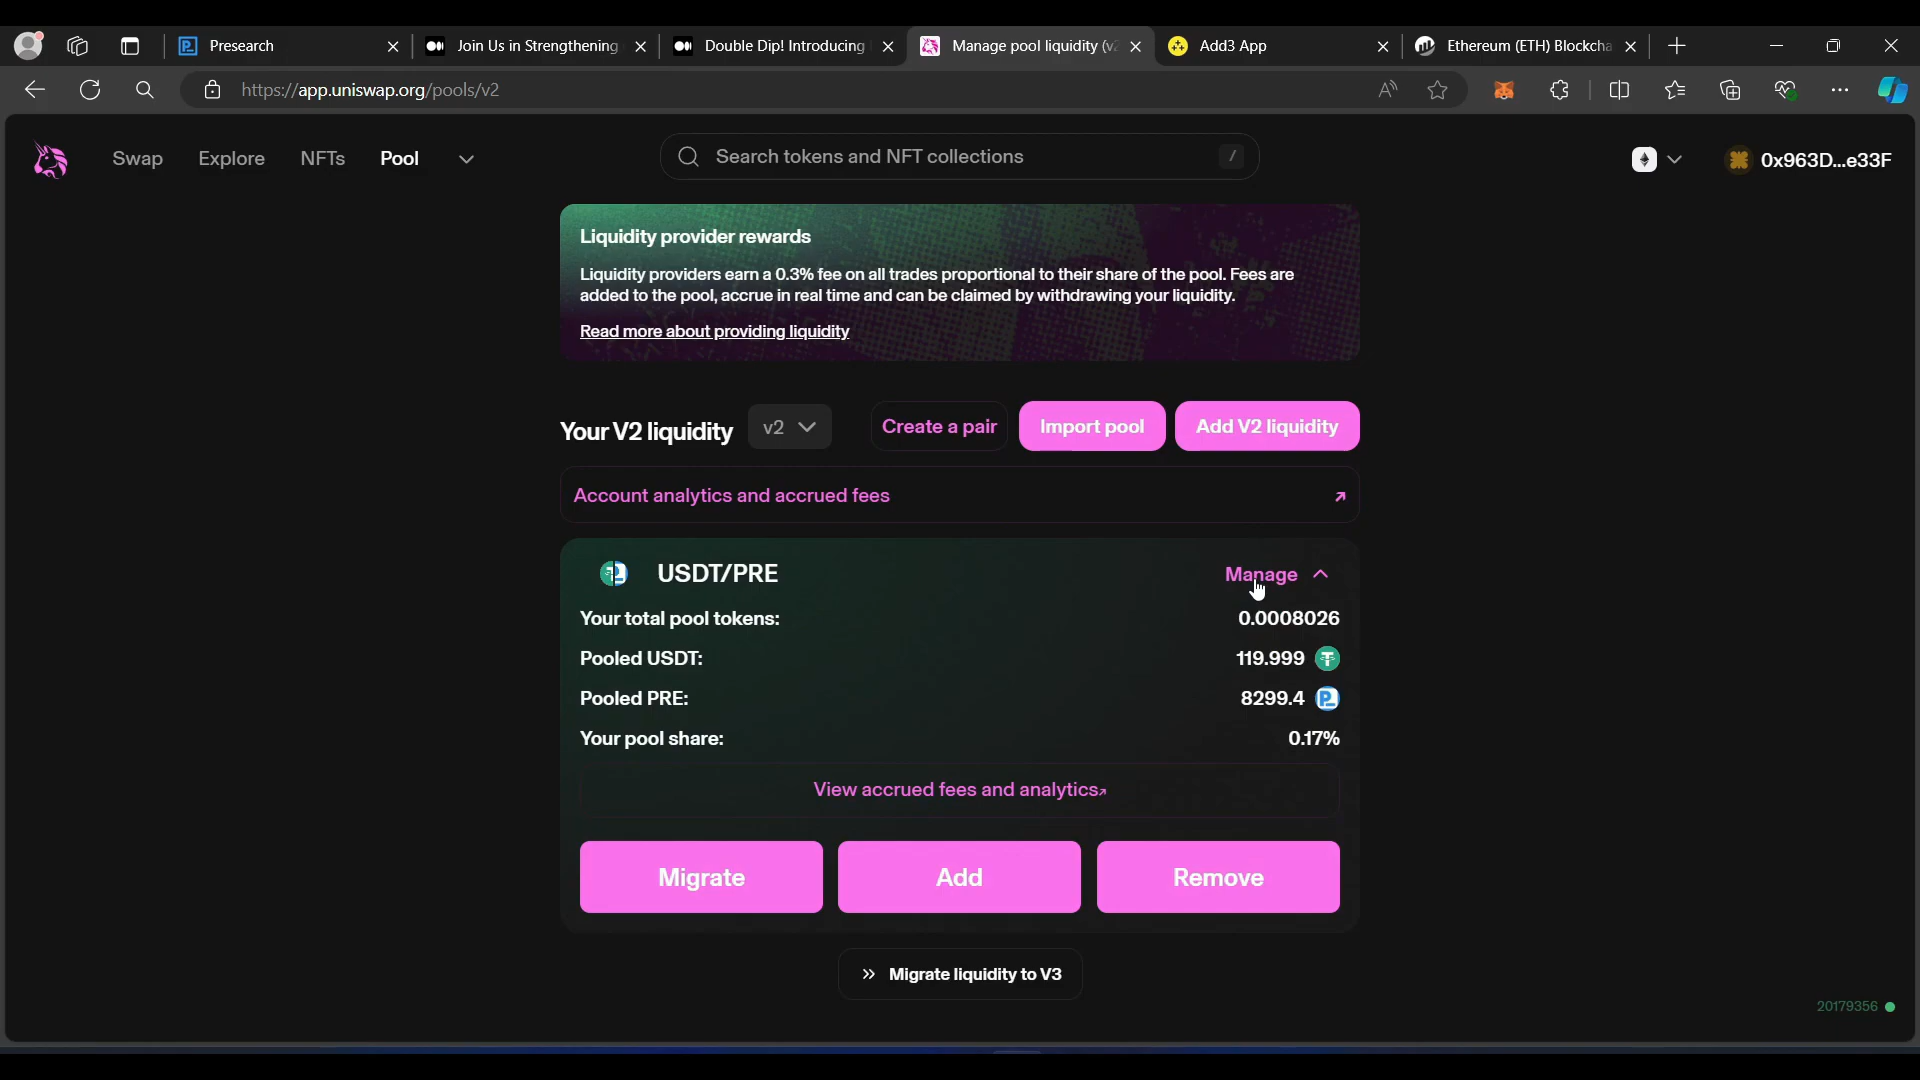 Presearch
Join Us in Strengthening
Double Dip! Introducing
Manage pool liquidity (v2
Add3 App
Ethereum (ETH) Blockcha
https://app.uniswap.org/pools/v2
Swap
Explore
NFTs
Pool
Search tokens and NFT collections
/
0x963D...e33F
Liquidity provider rewards
Liquidity providers earn a 0.3% fee on all trades proportional to their share of the pool. Fees are
added to the pool, accrue in real time and can be claimed by withdrawing your liquidity.
Read more about providing liquidity
Your V2 liquidity
v2
Create a pair
Import pool
Add V2 liquidity
Account analytics and accrued fees
USDT/PRE
Manage
Your total pool tokens:
0.0008026
Pooled USDT:
119.999
Pooled PRE:
8299.4
Your pool share:
0.17%
View accrued fees and analytics
Migrate
Add
Remove
Migrate liquidity to V3
20179356